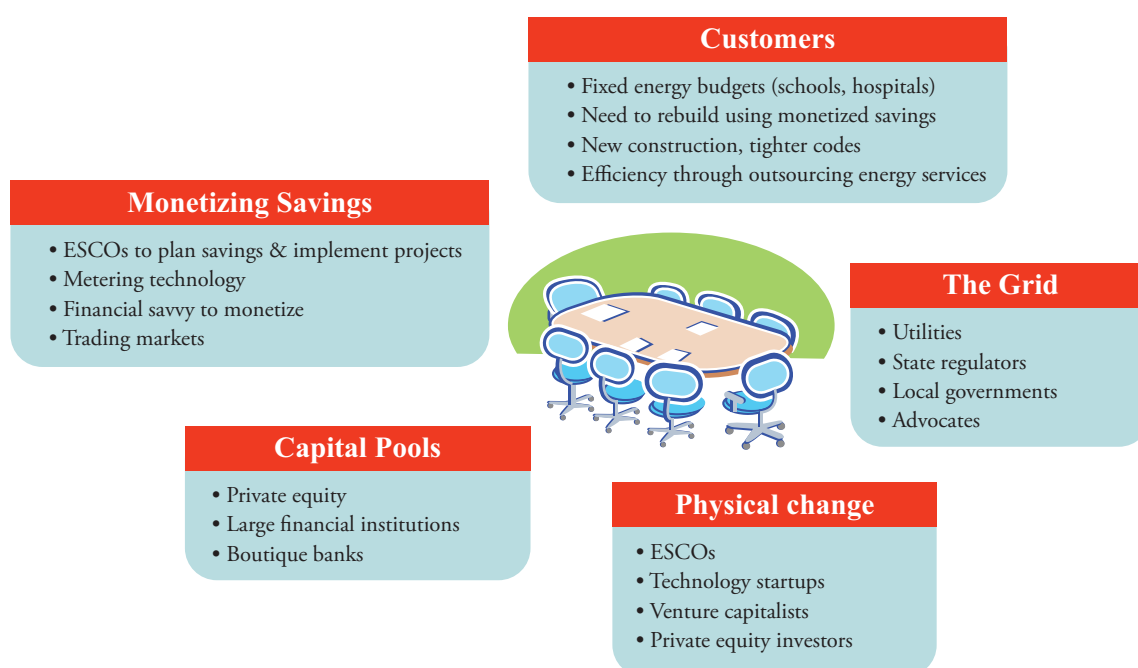 Customers
• Fixed energy budgets (schools, hospitals)
• Need to rebuild using monetized savings
• New construction, tighter codes
• Efficiency through outsourcing energy services
Monetizing Savings
• ESCOs to plan savings & implement projects
• Metering technology
• Financial savvy to monetize
• Trading markets
The Grid
• Utilities
• State regulators
• Local governments
• Advocates
Capital Pools
• Private equity
• Large financial institutions
• Boutique banks
Physical change
• ESCOs
• Technology startups
• Venture capitalists
• Private equity investors